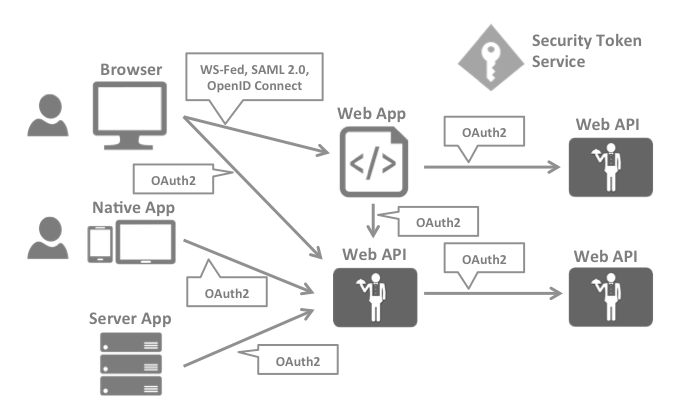 Security Token
Service
Browser
WS-Fed, SAML 2.0,
OpenID Connect
Web App
</>
OAuth2
Web API
OAuth2
Native App
OAuth2
Web API
OAuth2
Web API
OAuth2
Server App
OAuth2